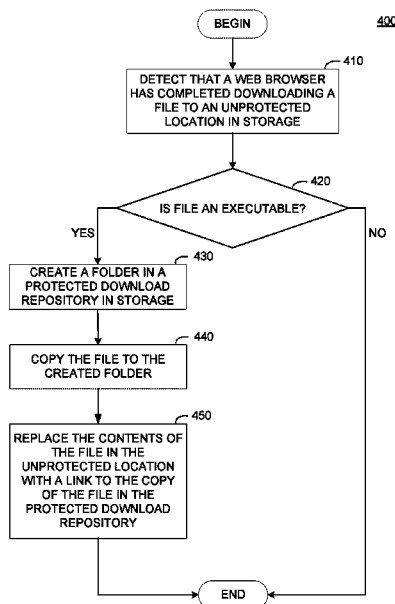 BEGIN
400
410
DETECT THAT A WEB BROWSER
HAS COMPLETED DOWNLOADING A
FILE TO AN UNPROTECTED
LOCATION IN STORAGE
420
IS FILE AN EXECUTABLE?
YES
NO
430
CREATE A FOLDER IN A
PROTECTED DOWNLOAD
REPOSITORY IN STORAGE
440
COPY THE FILE TO THE
CREATED FOLDER
450
REPLACE THE CONTENTS OF
THE FILE IN THE
UNPROTECTED LOCATION
WITH A LINK TO THE COPY
OF THE FILE IN THE
PROTECTED DOWNLOAD
REPOSITORY
END